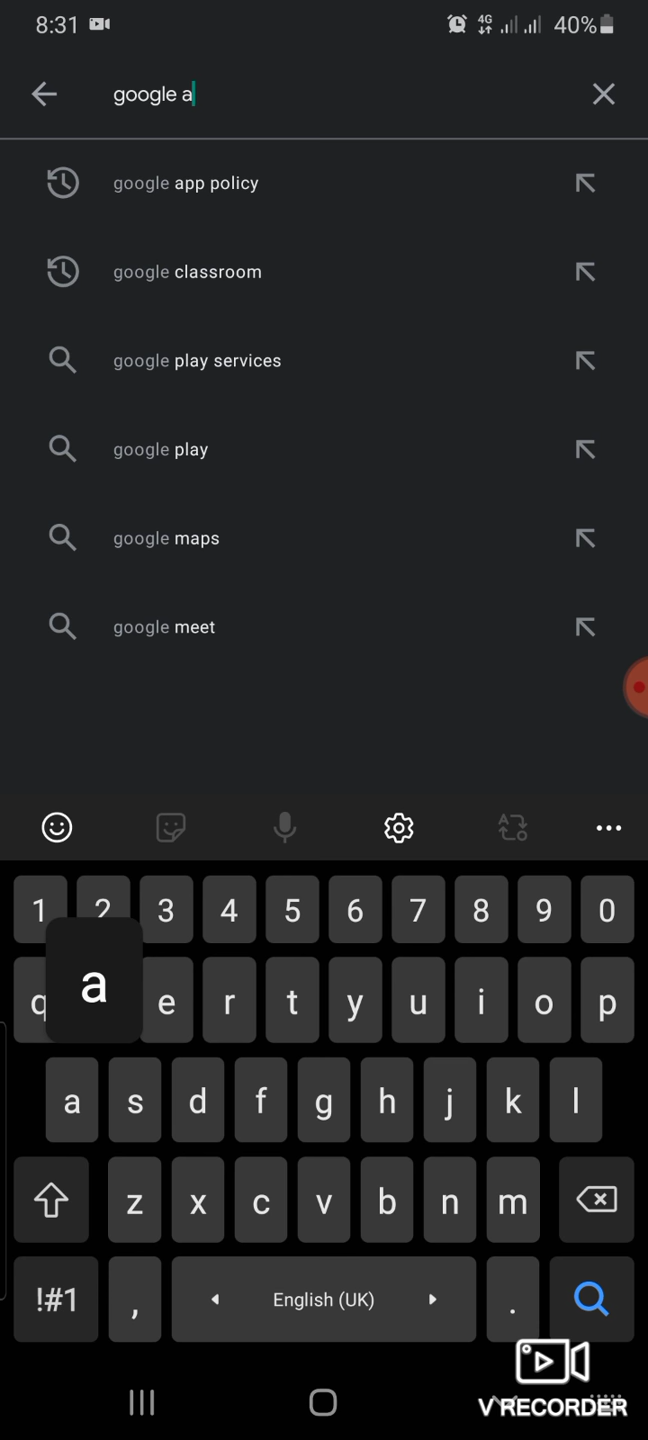 8:31 4G 40%
google a
google app policy
google classroom
google play services
google play
google maps
google meet
1 2 3 4 5 6 7 8 9 0
a
q e r t y u i o p
a s d f g h j k l
z x c v b n m
!#1 , English (UK) .
V RECORDER